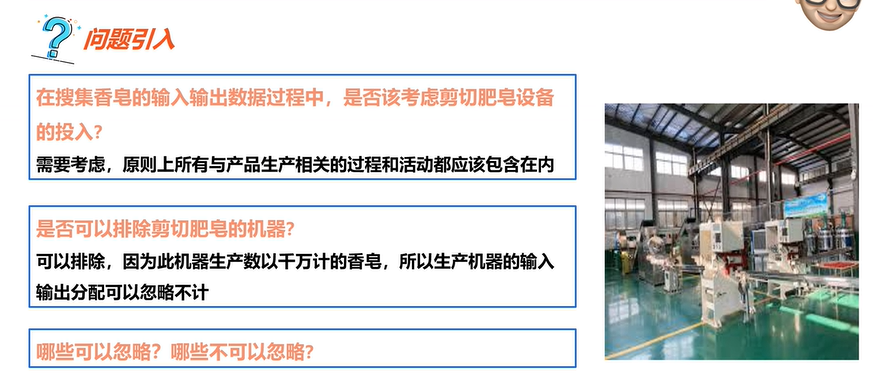 问题引入
在搜集香皂的输入输出数据过程中，是否该考虑剪切肥皂设备
的投入？
需要考虑，原则上所有与产品生产相关的过程和活动都应该包含在内
是否可以排除剪切肥皂的机器？
可以排除，因为此机器生产数以千万计的香皂，所以生产机器的输入
输出分配可以忽略不计
哪些可以忽略？哪些不可以忽略？